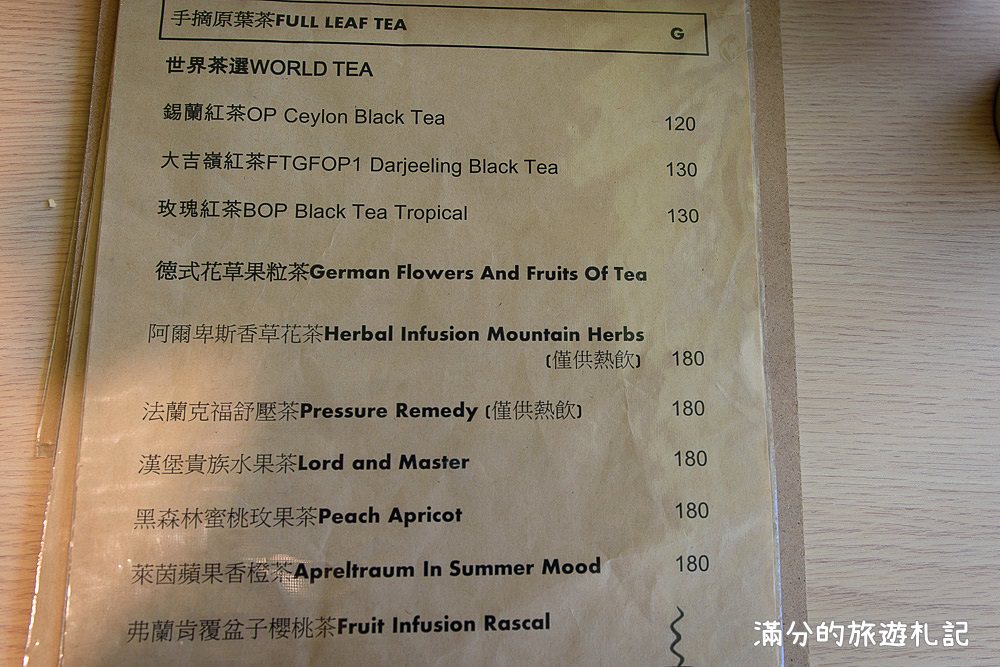 手摘原葉茶FULL LEAF TEA G
世界茶選WORLD TEA
錫蘭紅茶OP Ceylon Black Tea 120
大吉嶺紅茶FTGFOP1 Darjeeling Black Tea 130
玫瑰紅茶BOP Black Tea Tropical 130
德式花草果粒茶German Flowers And Fruits Of Tea
阿爾卑斯香草花茶Herbal Infusion Mountain Herbs
(僅供熱飲) 180
法蘭克福舒壓茶Pressure Remedy (僅供熱飲) 180
漢堡貴族水果茶Lord and Master 180
黑森林蜜桃玫果茶Peach Apricot 180
萊茵蘋果香橙茶Apreltraum In Summer Mood 180
弗蘭肯覆盆子櫻桃茶Fruit Infusion Rascal
滿分的旅遊札記